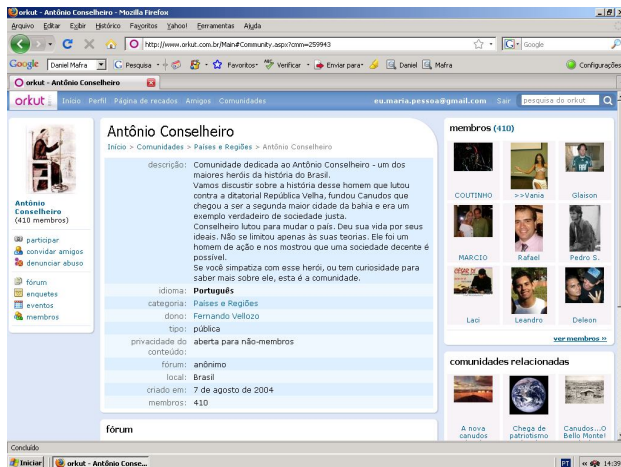 orkut - Antônio Conselheiro - Mozilla Firefox
Arquivo Editar Exibir Histórico Favoritos Yahoo! Ferramentas Ajuda
http://www.orkut.com.br/Main#Community.aspx?cmm=259943
Google
Google Daniel Mafra Pesquisa Favoritos Verificar Enviar para Daniel Mafra Configurações
orkut - Antônio Conselheiro
orkut Início Perfil Página de recados Amigos Comunidades eu.maria.pessoa@gmail.com Sair pesquisa do orkut
Antônio
Conselheiro
(410 membros)
participar
convidar amigos
denunciar abuso
fórum
enquetes
eventos
membros
Antônio Conselheiro
Início > Comunidades > Países e Regiões > Antônio Conselheiro
descrição: Comunidade dedicada ao Antônio Conselheiro - um dos
maiores heróis da história do Brasil.
Vamos discutir sobre a história desse homem que lutou
contra a ditatorial República Velha, fundou Canudos que
chegou a ser a segunda maior cidade da bahia e era um
exemplo verdadeiro de sociedade justa.
Conselheiro lutou para mudar o país. Deu sua vida por seus
ideais. Não se limitou apenas às suas teorias. Ele foi um
homem de ação e nos mostrou que uma sociedade decente é
possível.
Se você simpatiza com esse herói, ou tem curiosidade para
saber mais sobre ele, esta é a comunidade.
idioma: Português
categoria: Países e Regiões
dono: Fernando Vellozo
tipo: pública
privacidade do conteúdo: aberta para não-membros
fórum: anônimo
local: Brasil
criado em: 7 de agosto de 2004
membros: 410
fórum
membros (410)
COUTINHO >>Vania Glaison
MARCIO Rafael Pedro S.
Laci Leandro Deleon
ver membros »
comunidades relacionadas
A nova
canudos
Chega de
patriotismo
Canudos...O
Bello Monte!
Concluído
Iniciar orkut - Antônio Conse... PT 14:39